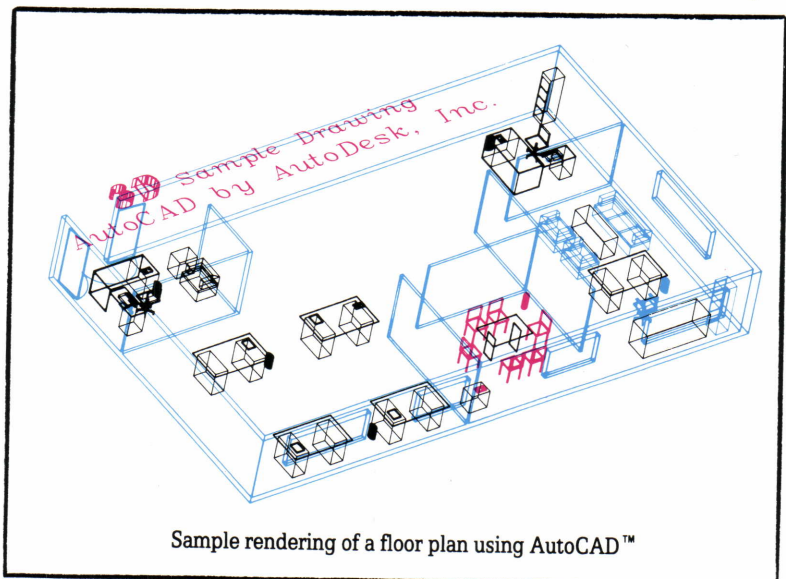 3D Sample Drawing
AutoCAD by AutoDesk, Inc.
Sample rendering of a floor plan using AutoCAD™